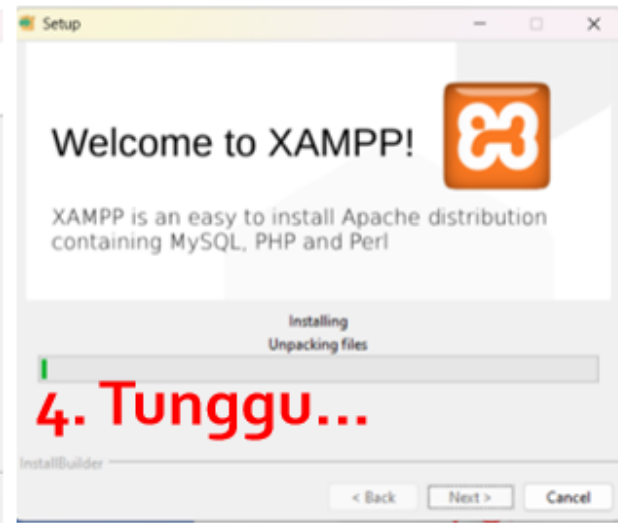 Setup
Welcome to XAMPP!
XAMPP is an easy to install Apache distribution
containing MySQL, PHP and Perl
Installing
Unpacking files
4. Tunggu...
InstallBuilder
< Back Next > Cancel